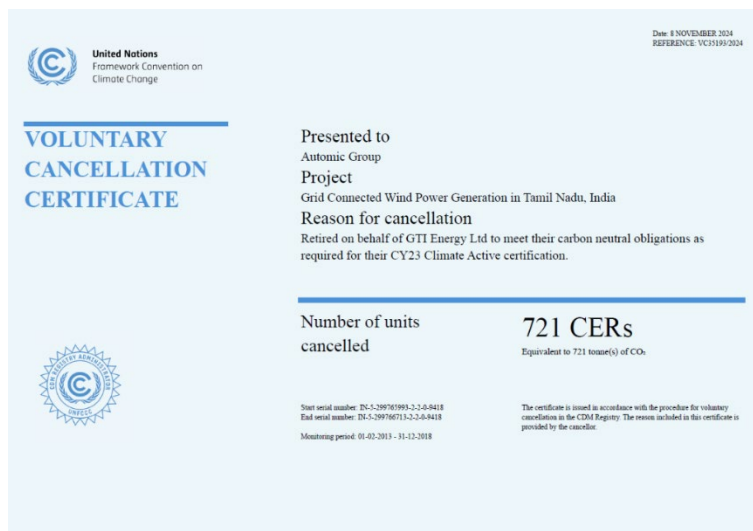 Date: 8 NOVEMBER 2024
REFERENCE: VC35193/2024
United Nations
Framework Convention on
Climate Change
VOLUNTARY
CANCELLATION
CERTIFICATE
Presented to
Automic Group
Project
Grid Connected Wind Power Generation in Tamil Nadu, India
Reason for cancellation
Retired on behalf of GTI Energy Ltd to meet their carbon neutral obligations as
required for their CY23 Climate Active certification.
Number of units
cancelled
721 CERs
Equivalent to 721 tonne(s) of CO₂
CDM REGISTRY ADMINISTRATOR
UNFCCC
Start serial number: IN-5-299765993-2-2-0-9418
End serial number: IN-5-299766713-2-2-0-9418
Monitoring period: 01-02-2013 - 31-12-2018
The certificate is issued in accordance with the procedure for voluntary
cancellation in the CDM Registry. The reason included in this certificate is
provided by the cancellor.